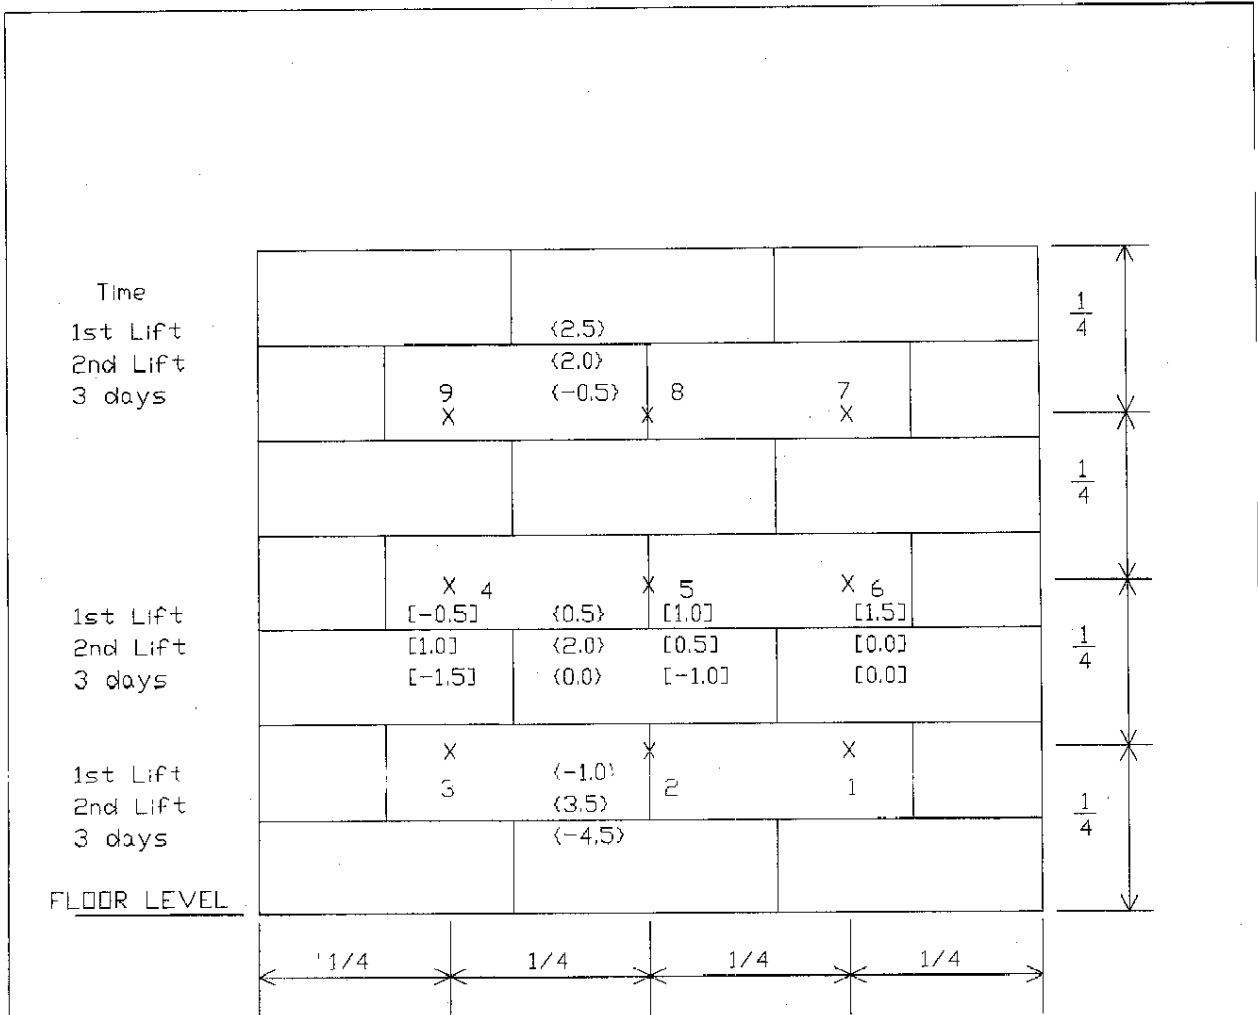 Time
1st Lift {2.5}
2nd Lift {2.0}
3 days {-0.5}
9 8 7
X X X
X 4 X 5 X 6
1st Lift [-0.5] {0.5} [1.0] [1.5]
2nd Lift [1.0] {2.0} [0.5] [0.0]
3 days [-1.5] {0.0} [-1.0] [0.0]
X X X
1st Lift {-1.0}
3 2 1
2nd Lift {3.5}
3 days {-4.5}
FLOOR LEVEL
1/4 1/4 1/4 1/4
1/4
1/4
1/4
1/4